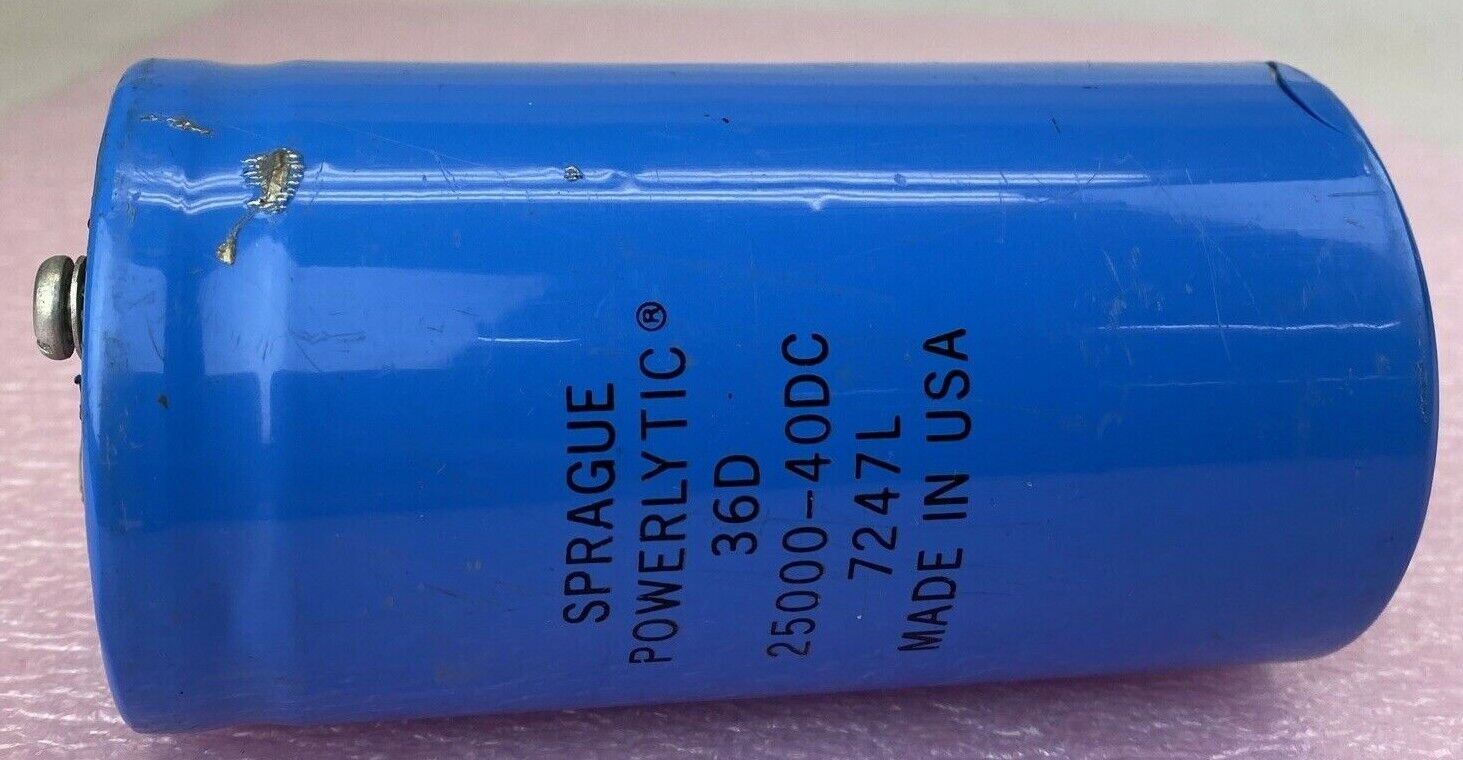 SPRAGUE
POWERLYTIC®
36D
25000-40DC
7247L
MADE IN USA